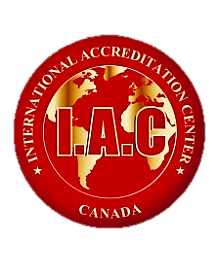 INTERNATIONAL ACCREDITATION CENTER
I.A.C
CANADA